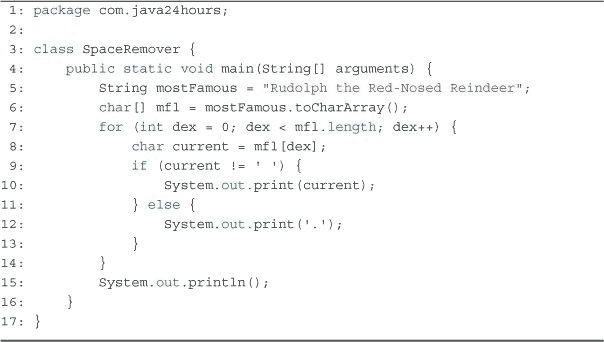 1: package com.java24hours;
2:
3: class SpaceRemover {
4:     public static void main(String[] arguments) {
5:         String mostFamous = "Rudolph the Red-Nosed Reindeer";
6:         char[] mfl = mostFamous.toCharArray();
7:         for (int dex = 0; dex < mfl.length; dex++) {
8:             char current = mfl[dex];
9:             if (current != ' ') {
10:                 System.out.print(current);
11:             } else {
12:                 System.out.print('.');
13:             }
14:         }
15:         System.out.println();
16:     }
17: }